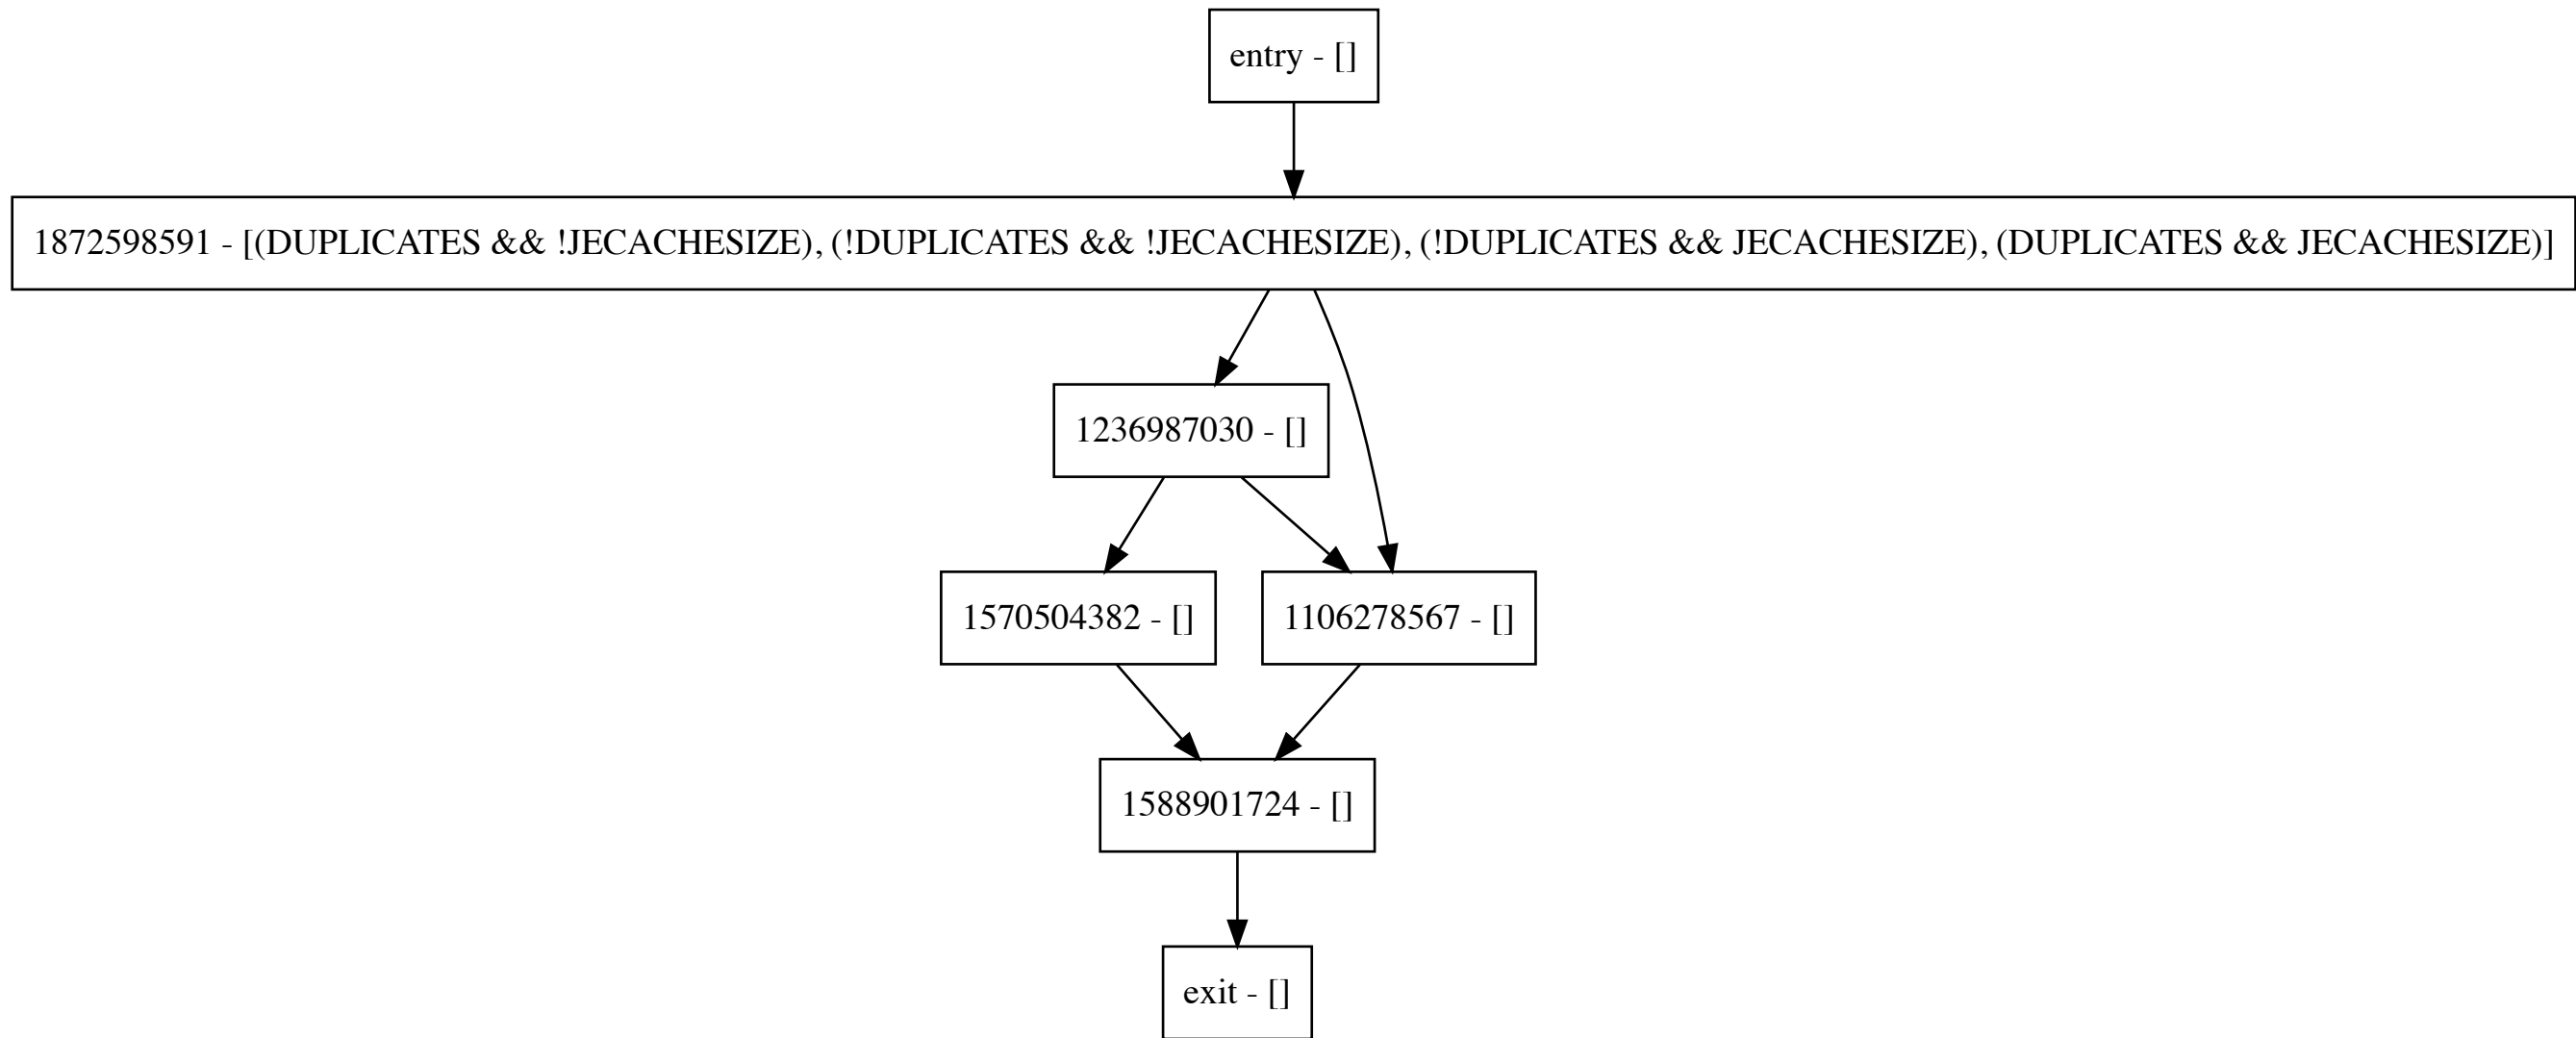 entry - []
1872598591 - [(DUPLICATES && !JECACHESIZE), (!DUPLICATES && !JECACHESIZE), (!DUPLICATES && JECACHESIZE), (DUPLICATES && JECACHESIZE)]
1236987030 - []
1570504382 - []
1106278567 - []
1588901724 - []
exit - []